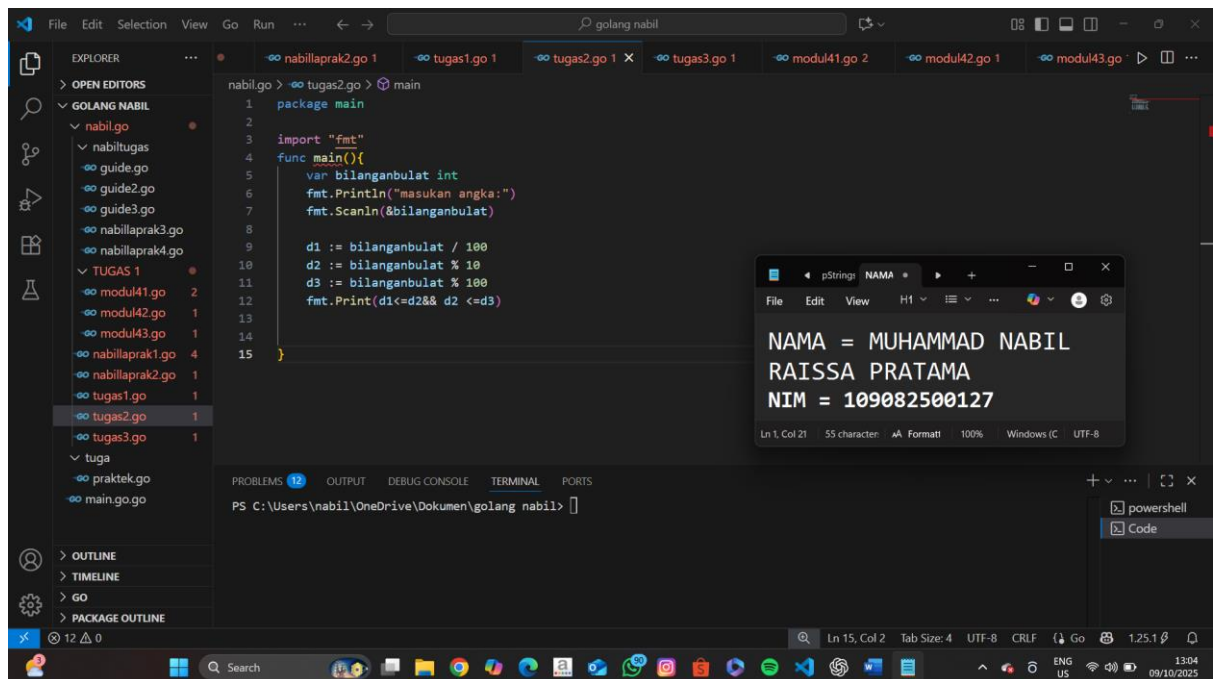 File Edit Selection View Go Run ··· golang nabil
EXPLORER ···
nabillaprak2.go 1 tugas1.go 1 tugas2.go 1 tugas3.go 1 modul41.go 2 modul42.go 1 modul43.go
> OPEN EDITORS
GOLANG NABIL
nabil.go
nabiltugas
guide.go
guide2.go
guide3.go
nabillaprak3.go
nabillaprak4.go
TUGAS 1
modul41.go 2
modul42.go 1
modul43.go 1
nabillaprak1.go 4
nabillaprak2.go 1
tugas1.go 1
tugas2.go 1
tugas3.go 1
tuga
praktek.go
main.go.go
> OUTLINE
> TIMELINE
> GO
> PACKAGE OUTLINE
nabil.go > tugas2.go > main
1 package main
2
3 import "fmt"
4 func main(){
5 var bilanganbulat int
6 fmt.Println("masukan angka:")
7 fmt.Scanln(&bilanganbulat)
8
9 d1 := bilanganbulat / 100
10 d2 := bilanganbulat % 10
11 d3 := bilanganbulat % 100
12 fmt.Print(d1<=d2&& d2 <=d3)
13
14
15 }
pStrings NAMA
File Edit View H1 ···
NAMA = MUHAMMAD NABIL
RAISSA PRATAMA
NIM = 109082500127
Ln 1, Col 21 55 character Formatt 100% Windows (C UTF-8
PROBLEMS 12 OUTPUT DEBUG CONSOLE TERMINAL PORTS
PS C:\Users\nabil\OneDrive\Dokumen\golang nabil>
powershell
Code
12 0 Ln 15, Col 2 Tab Size: 4 UTF-8 CRLF Go 1.25.1
Search ENG US 13:04 09/10/2025